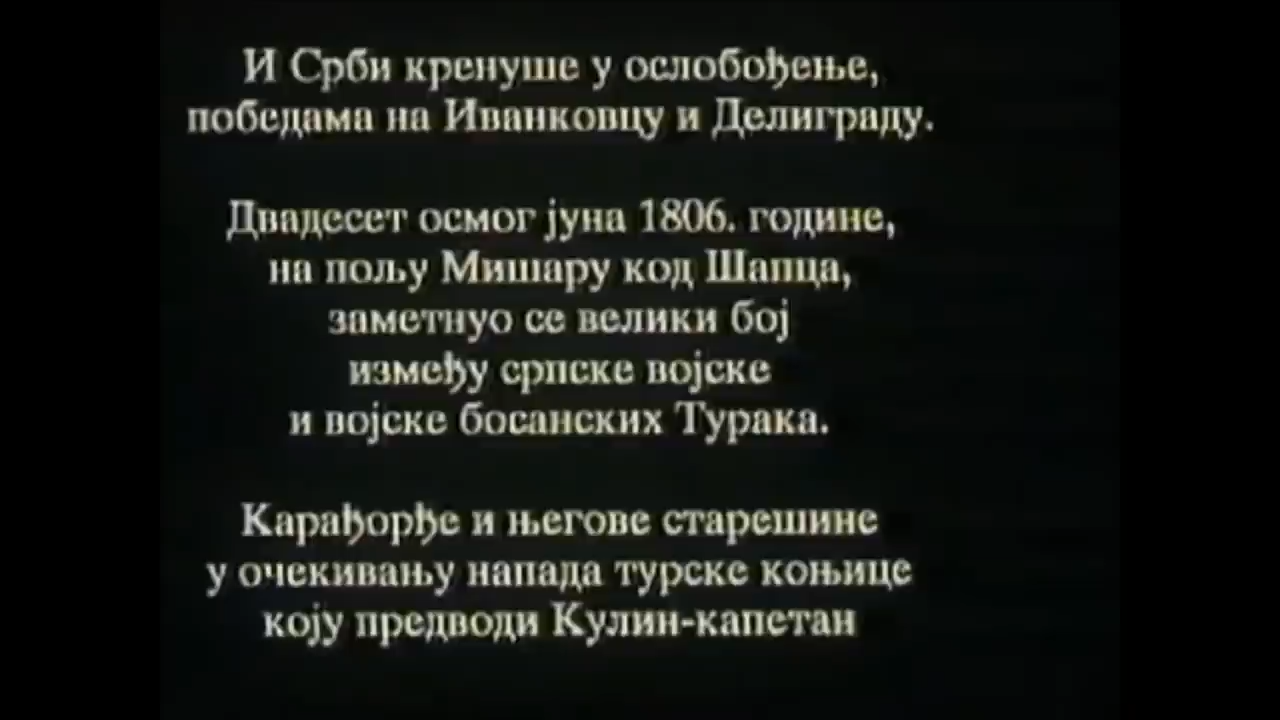 И Срби кренуше у ослобођење,
победама на Иванковцу и Делиграду.
Двадесет осмог јуна 1806. године,
на пољу Мишару код Шапца,
заметнуо се велики бој
између српске војске
и војске босанских Турака.
Карађорђе и његове старешине
у очекивању напада турске коњице
коју предводи Кулин-капетан